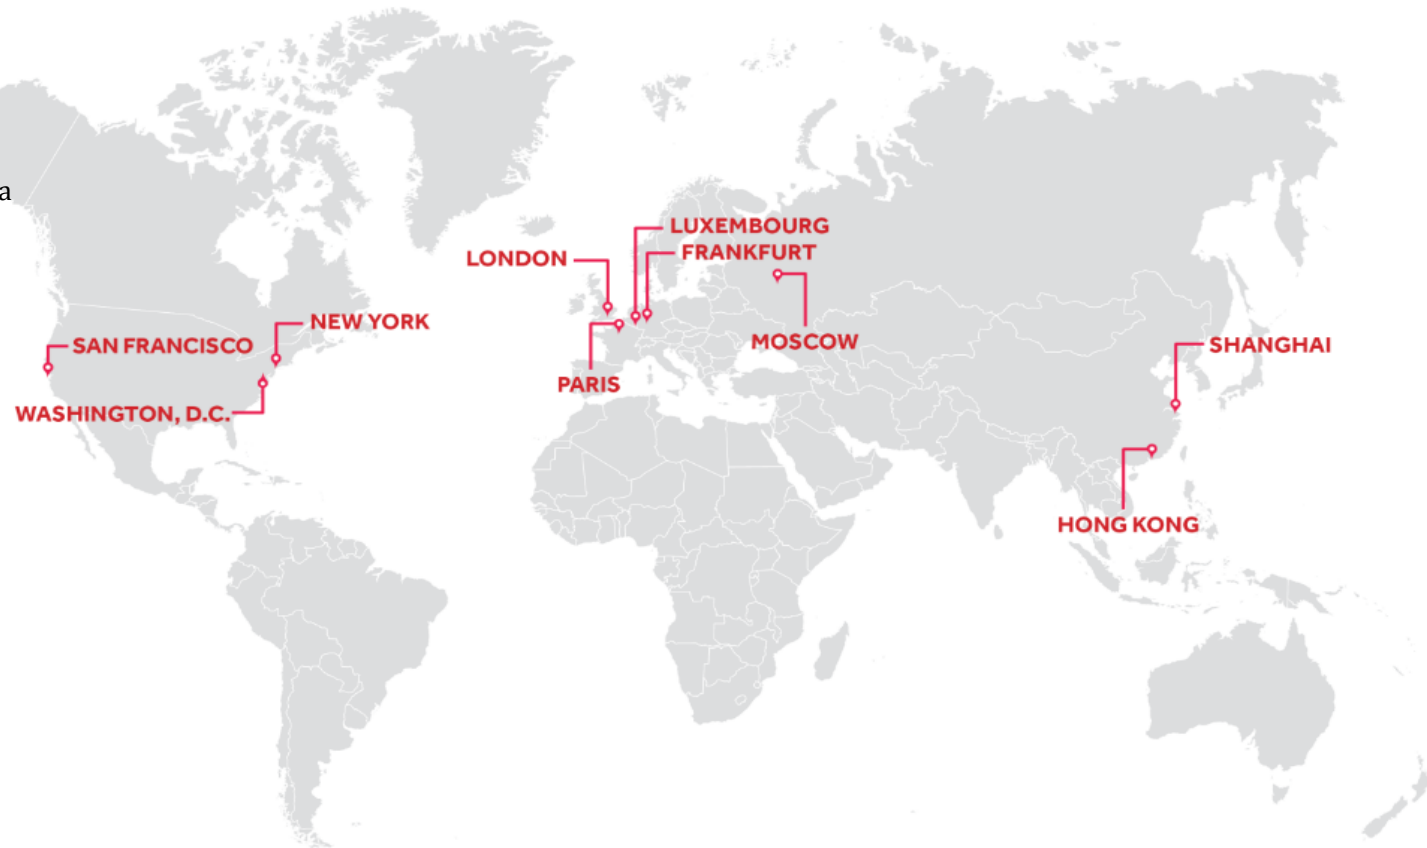 a
LUXEMBOURG
FRANKFURT
LONDON
NEW YORK
SAN FRANCISCO
MOSCOW
SHANGHAI
PARIS
WASHINGTON, D.C.
HONG KONG